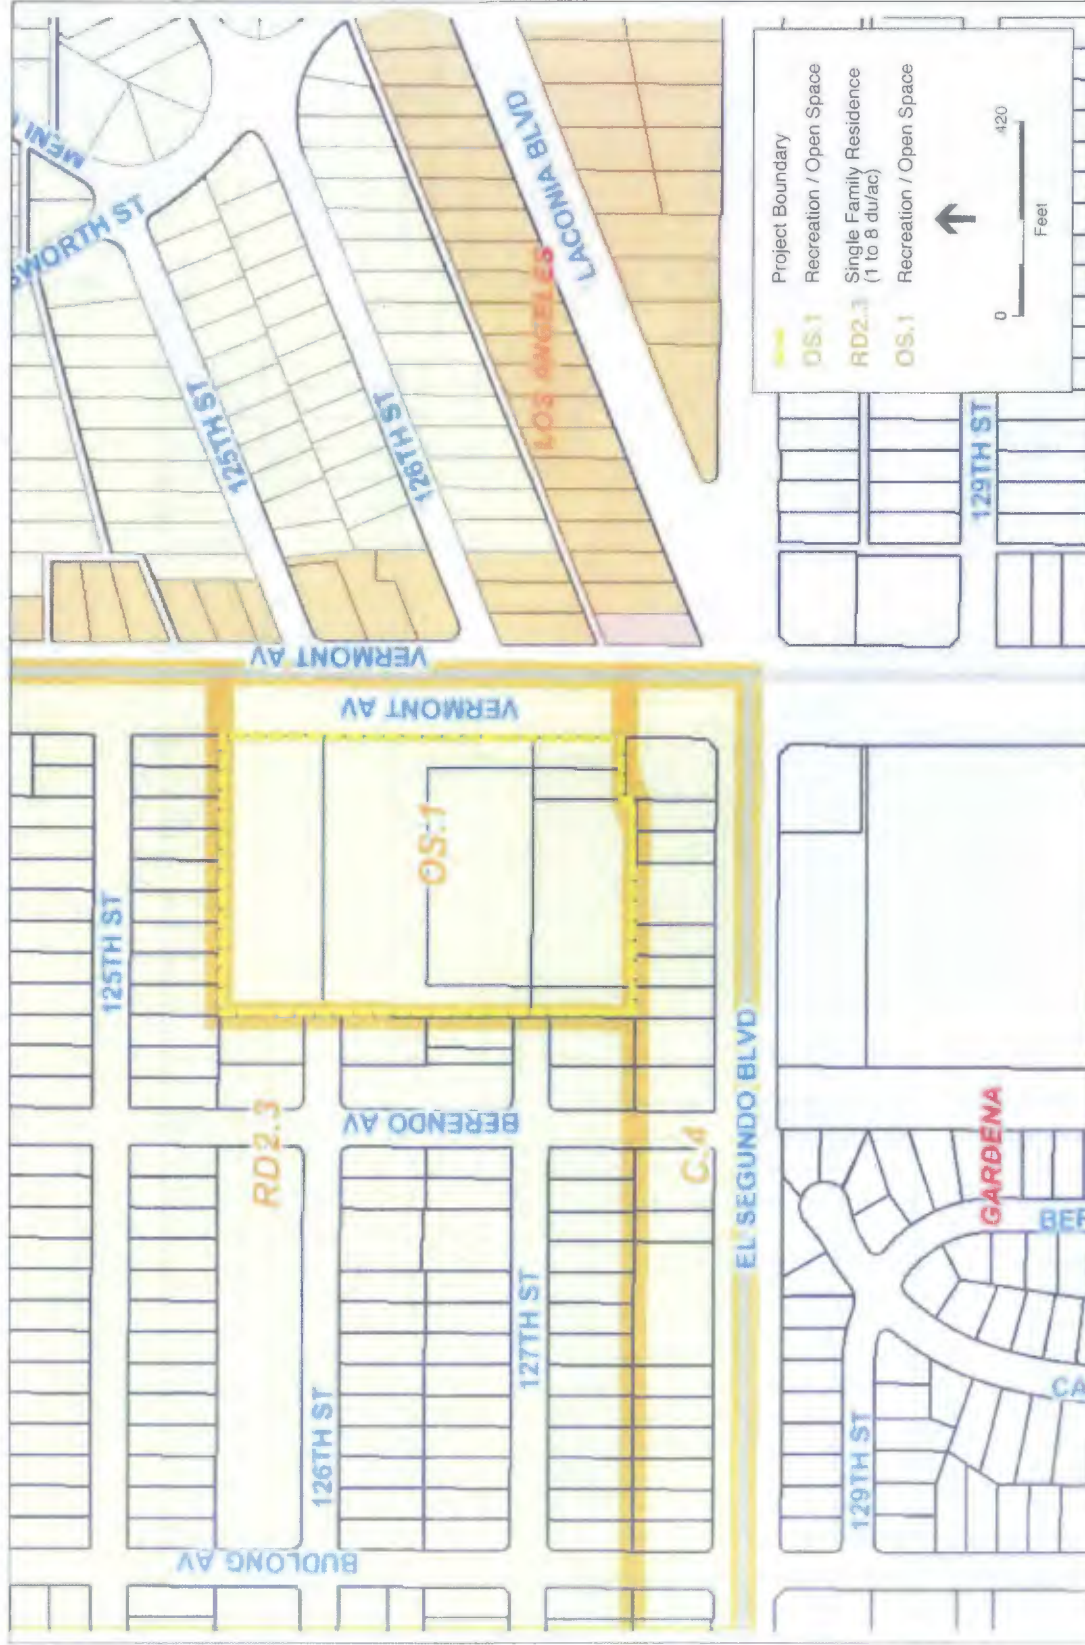 125TH ST
126TH ST
127TH ST
BUDLONG AV
RD2.3
BERENDO AV
C.4
EL SEGUNDO BLVD
OS.1
VERMONT AV
VERMONT AV
125TH ST
126TH ST
SWORTH ST
MENL
LOS ANGELES
LACONIA BLVD
129TH ST
GARDENA
BER
CA
129TH ST
Project Boundary
OS.1 Recreation / Open Space
RD2.3 Single Family Residence
(1 to 8 du/ac)
OS.1 Recreation / Open Space
0 420
Feet